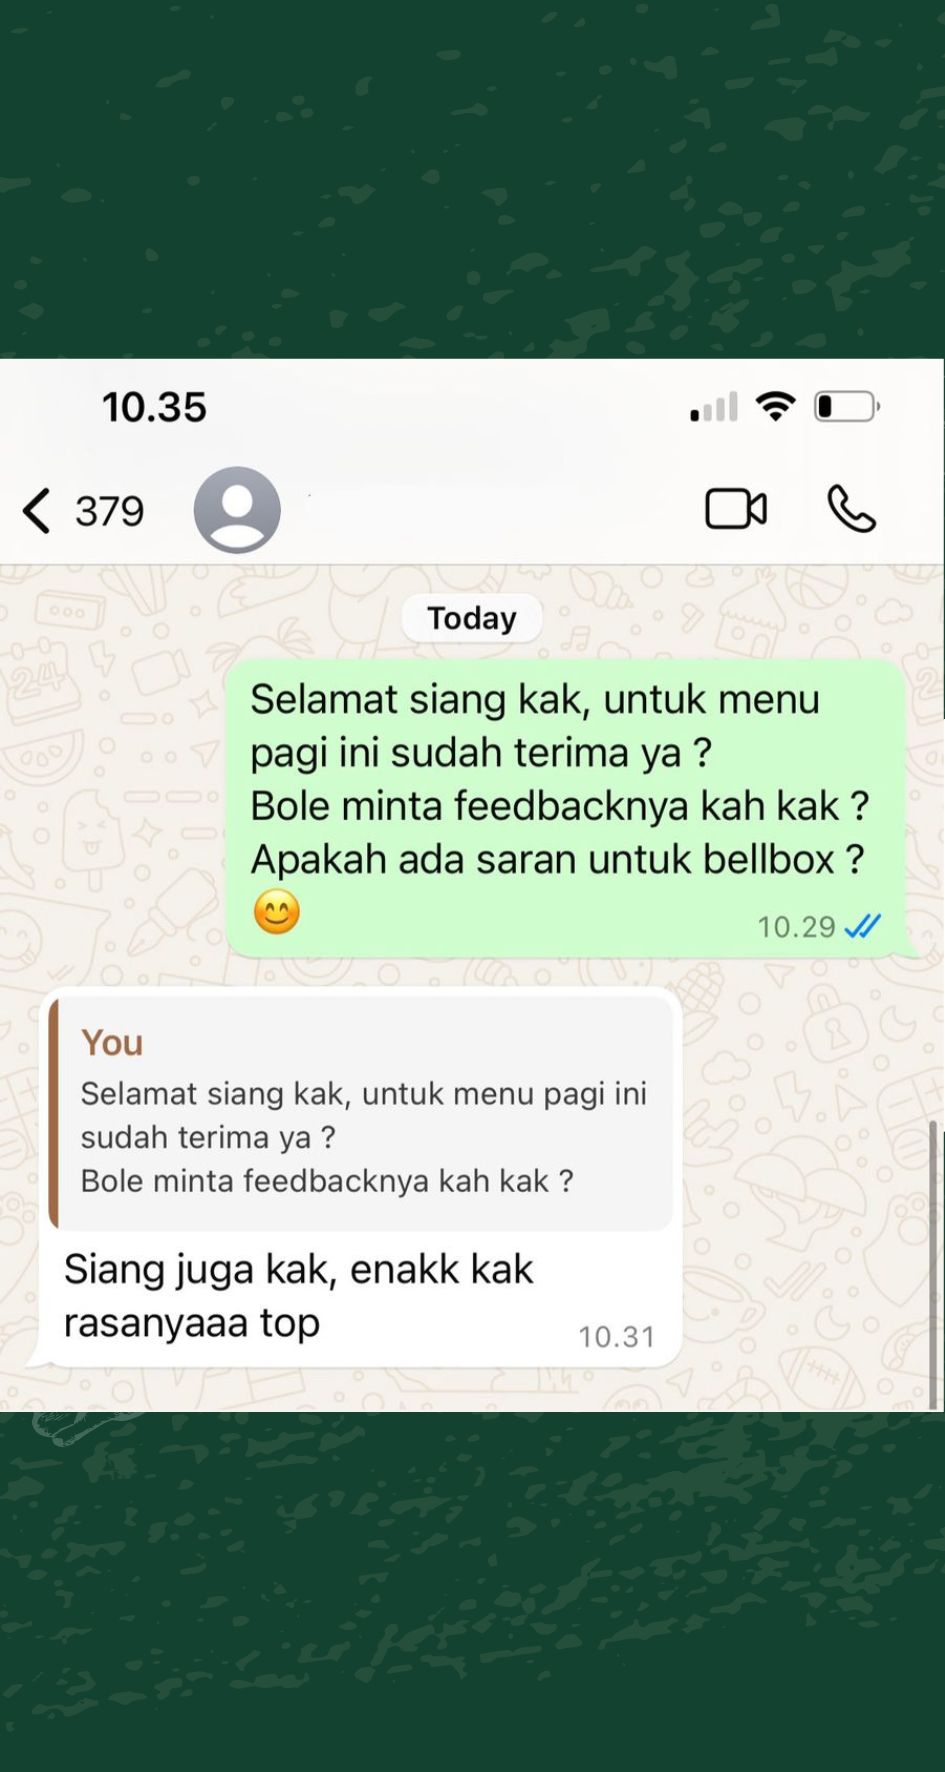 10.35
379
Today
Selamat siang kak, untuk menu
pagi ini sudah terima ya ?
Bole minta feedbacknya kah kak ?
Apakah ada saran untuk bellbox ?
😊
10.29
You
Selamat siang kak, untuk menu pagi ini
sudah terima ya ?
Bole minta feedbacknya kah kak ?
Siang juga kak, enakk kak
rasanyaaa top
10.31